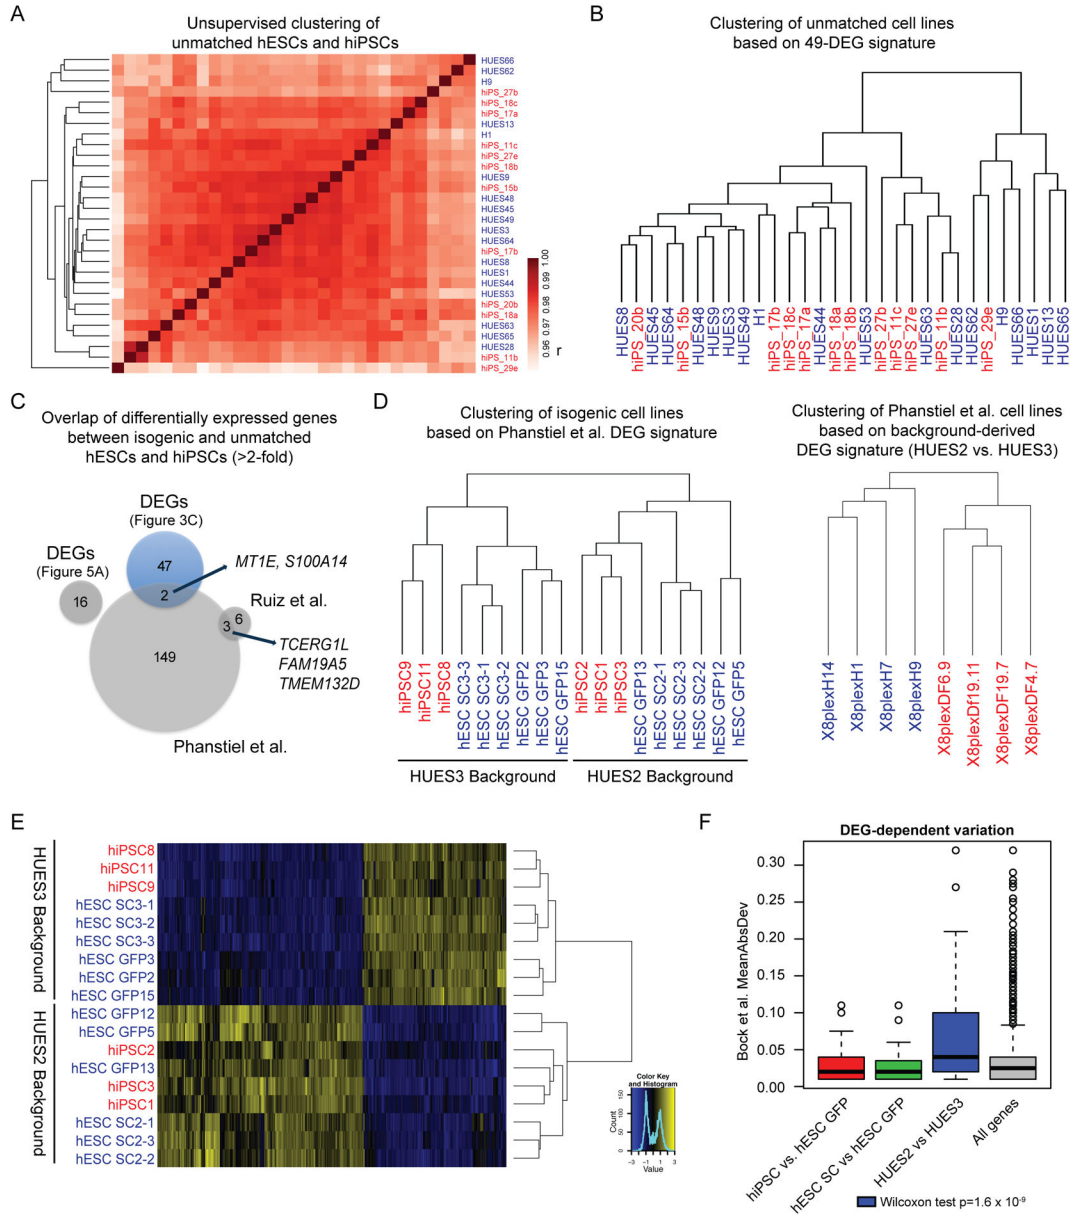 A
Unsupervised clustering of
unmatched hESCs and hiPSCs
HUES66
HUES62
H9
hiPS_27b
hiPS_18c
hiPS_17a
HUES13
H1
hiPS_11c
hiPS_27e
hiPS_18b
HUES9
hiPS_15b
HUES48
HUES45
HUES49
HUES3
HUES64
hiPS_17b
HUES8
HUES1
HUES44
HUES53
hiPS_20b
hiPS_18a
HUES63
HUES65
HUES28
hiPS_11b
hiPS_29e
0.96 0.97 0.98 0.99 1.00
r
B
Clustering of unmatched cell lines
based on 49-DEG signature
HUES8
hiPS_20b
HUES45
HUES64
hiPS_15b
HUES48
HUES9
HUES3
HUES49
H1
hiPS_17b
hiPS_18c
hiPS_17a
HUES44
hiPS_18a
hiPS_18b
HUES53
hiPS_27b
hiPS_11c
hiPS_27e
HUES63
hiPS_11b
HUES28
HUES62
hiPS_29e
H9
HUES66
HUES1
HUES13
HUES65
C
Overlap of differentially expressed genes
between isogenic and unmatched
hESCs and hiPSCs (>2-fold)
DEGs
(Figure 3C)
DEGs
(Figure 5A)
47
MT1E, S100A14
2
16
Ruiz et al.
6
3
TCERG1L
FAM19A5
TMEM132D
149
Phanstiel et al.
D
Clustering of isogenic cell lines
based on Phanstiel et al. DEG signature
hiPSC9
hiPSC11
hiPSC8
hESC SC3-3
hESC SC3-1
hESC SC3-2
hESC GFP2
hESC GFP3
hESC GFP15
hiPSC2
hiPSC1
hiPSC3
hESC GFP13
hESC SC2-1
hESC SC2-3
hESC SC2-2
hESC GFP12
hESC GFP5
HUES3 Background
HUES2 Background
Clustering of Phanstiel et al. cell lines
based on background-derived
DEG signature (HUES2 vs. HUES3)
X8plexH14
X8plexH1
X8plexH7
X8plexH9
X8plexDF6.9
X8plexDf19.11
X8plexDF19.7
X8plexDF4.7
E
HUES3 Background
HUES2 Background
hiPSC8
hiPSC11
hiPSC9
hESC SC3-1
hESC SC3-2
hESC SC3-3
hESC GFP3
hESC GFP2
hESC GFP15
hESC GFP12
hESC GFP5
hiPSC2
hESC GFP13
hiPSC3
hiPSC1
hESC SC2-1
hESC SC2-3
hESC SC2-2
Color Key
and Histogram
Count
0 50 100 150
-3 -1 1 3
Value
F
DEG-dependent variation
Bock et al. MeanAbsDev
0.30
0.25
0.20
0.15
0.10
0.05
0.00
hiPSC vs. hESC GFP
hESC SC vs hESC GFP
HUES2 vs HUES3
All genes
Wilcoxon test p=1.6 x 10⁻⁹